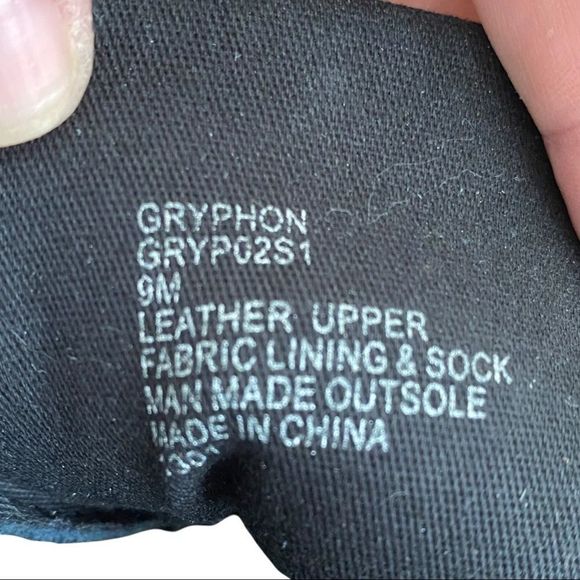 GRYPHON
GRYP02S1
9M
LEATHER UPPER
FABRIC LINING & SOCK
MAN MADE OUTSOLE
MADE IN CHINA